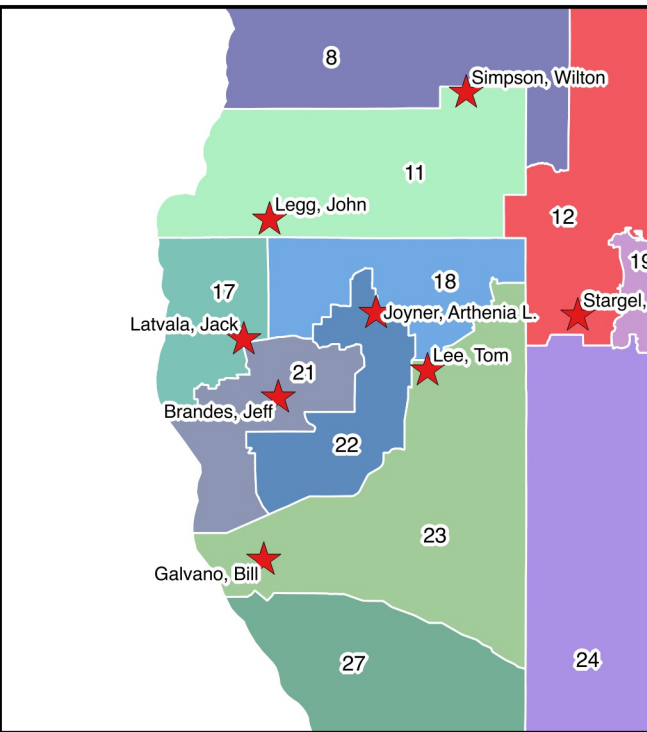 8
Simpson, Wilton
11
Legg, John
12
19
17
18
Stargel,
Joyner, Arthenia L.
Latvala, Jack
Lee, Tom
21
Brandes, Jeff
22
23
Galvano, Bill
27
24